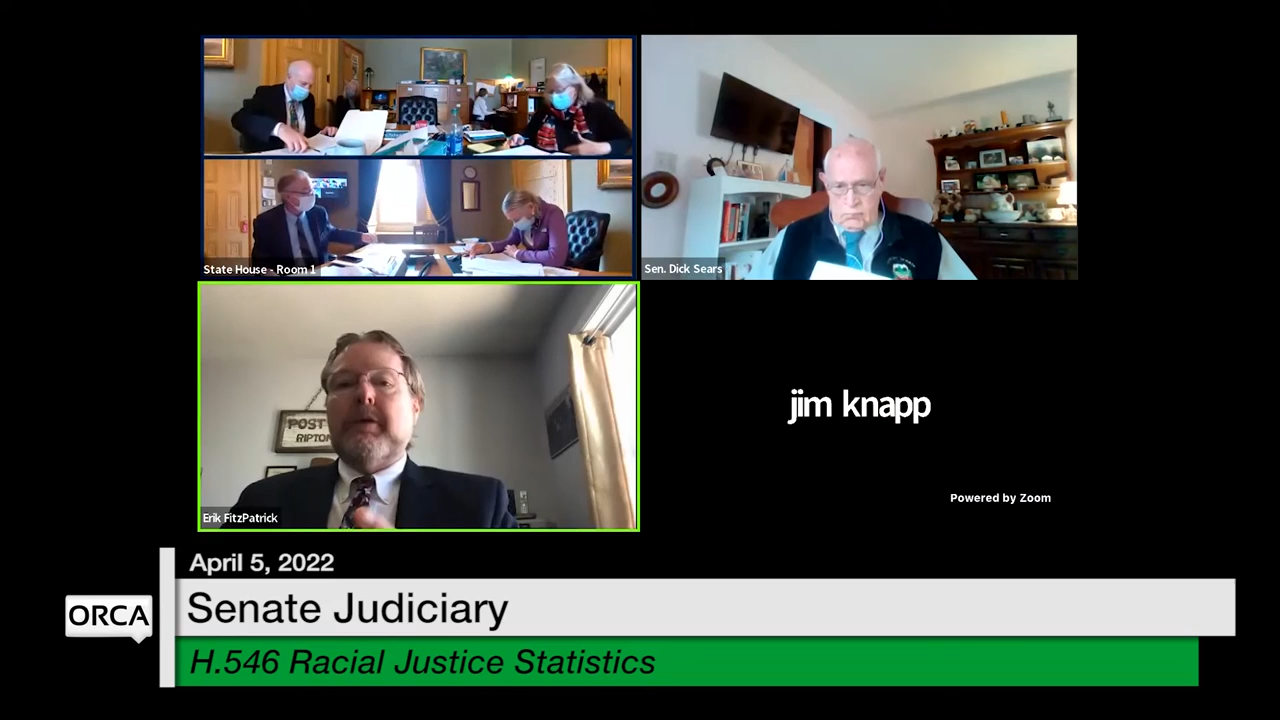 State House - Room 1
Sen. Dick Sears
POST
RIPTON
Erik FitzPatrick
jim knapp
Powered by Zoom
April 5, 2022
ORCA
Senate Judiciary
H.546 Racial Justice Statistics